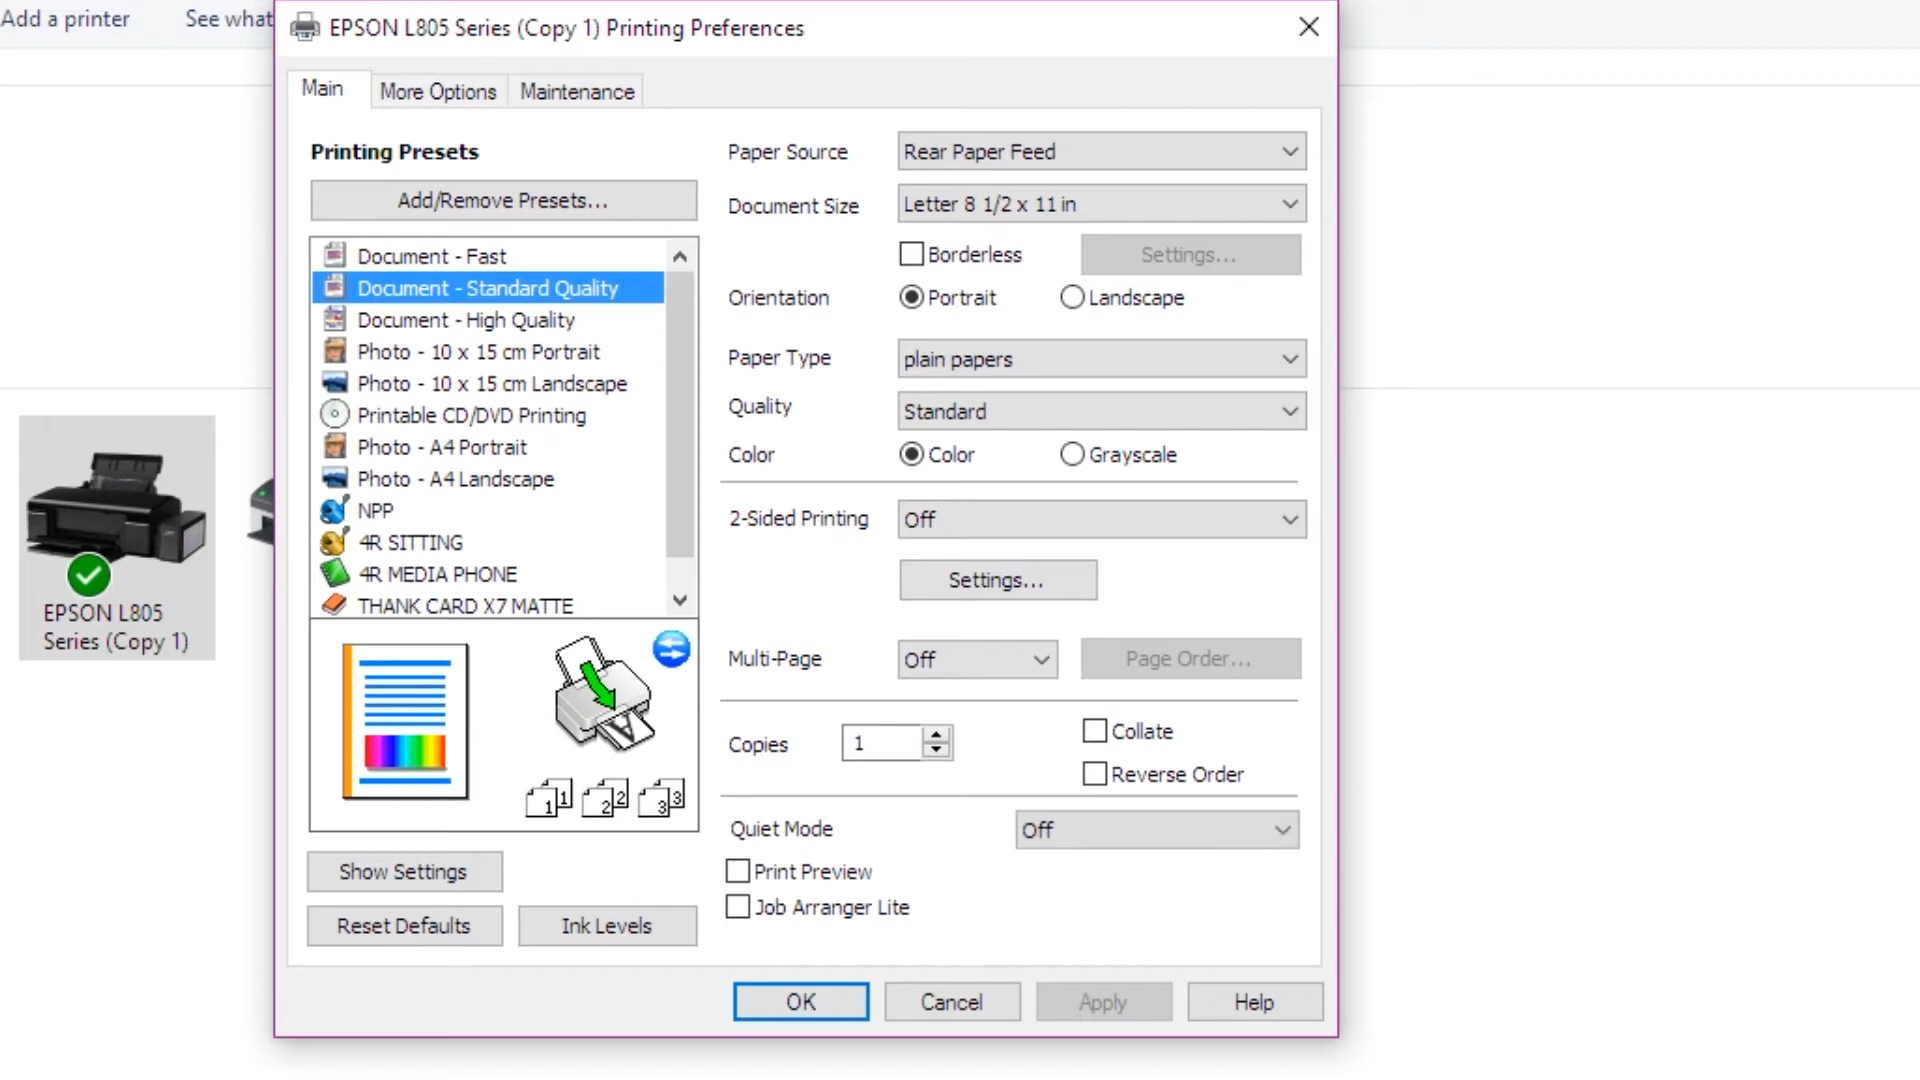 Add a printer
See what
EPSON L805 Series (Copy 1) Printing Preferences
Main
More Options
Maintenance
Printing Presets
Add/Remove Presets...
Document - Fast
Document - Standard Quality
Document - High Quality
Photo - 10 x 15 cm Portrait
Photo - 10 x 15 cm Landscape
Printable CD/DVD Printing
Photo - A4 Portrait
Photo - A4 Landscape
NPP
4R SITTING
4R MEDIA PHONE
THANK CARD X7 MATTE
1 1 2 2 3 3
Show Settings
Reset Defaults
Ink Levels
Paper Source
Rear Paper Feed
Document Size
Letter 8 1/2 x 11 in
Borderless
Settings...
Orientation
Portrait
Landscape
Paper Type
plain papers
Quality
Standard
Color
Color
Grayscale
2-Sided Printing
Off
Settings...
Multi-Page
Off
Page Order...
Copies
1
Collate
Reverse Order
Quiet Mode
Off
Print Preview
Job Arranger Lite
OK
Cancel
Apply
Help
EPSON L805
Series (Copy 1)